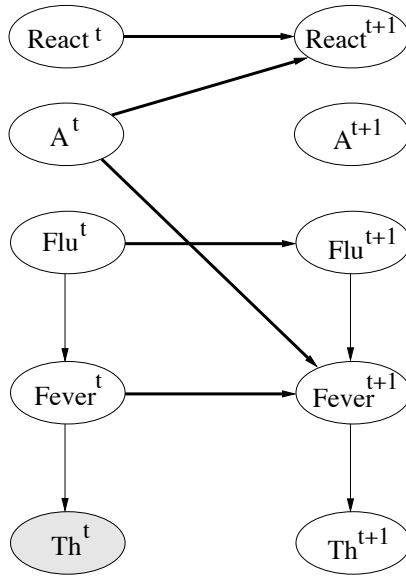 React t React t+1
A t A t+1
Flu t Flu t+1
Fever t Fever t+1
Th t Th t+1